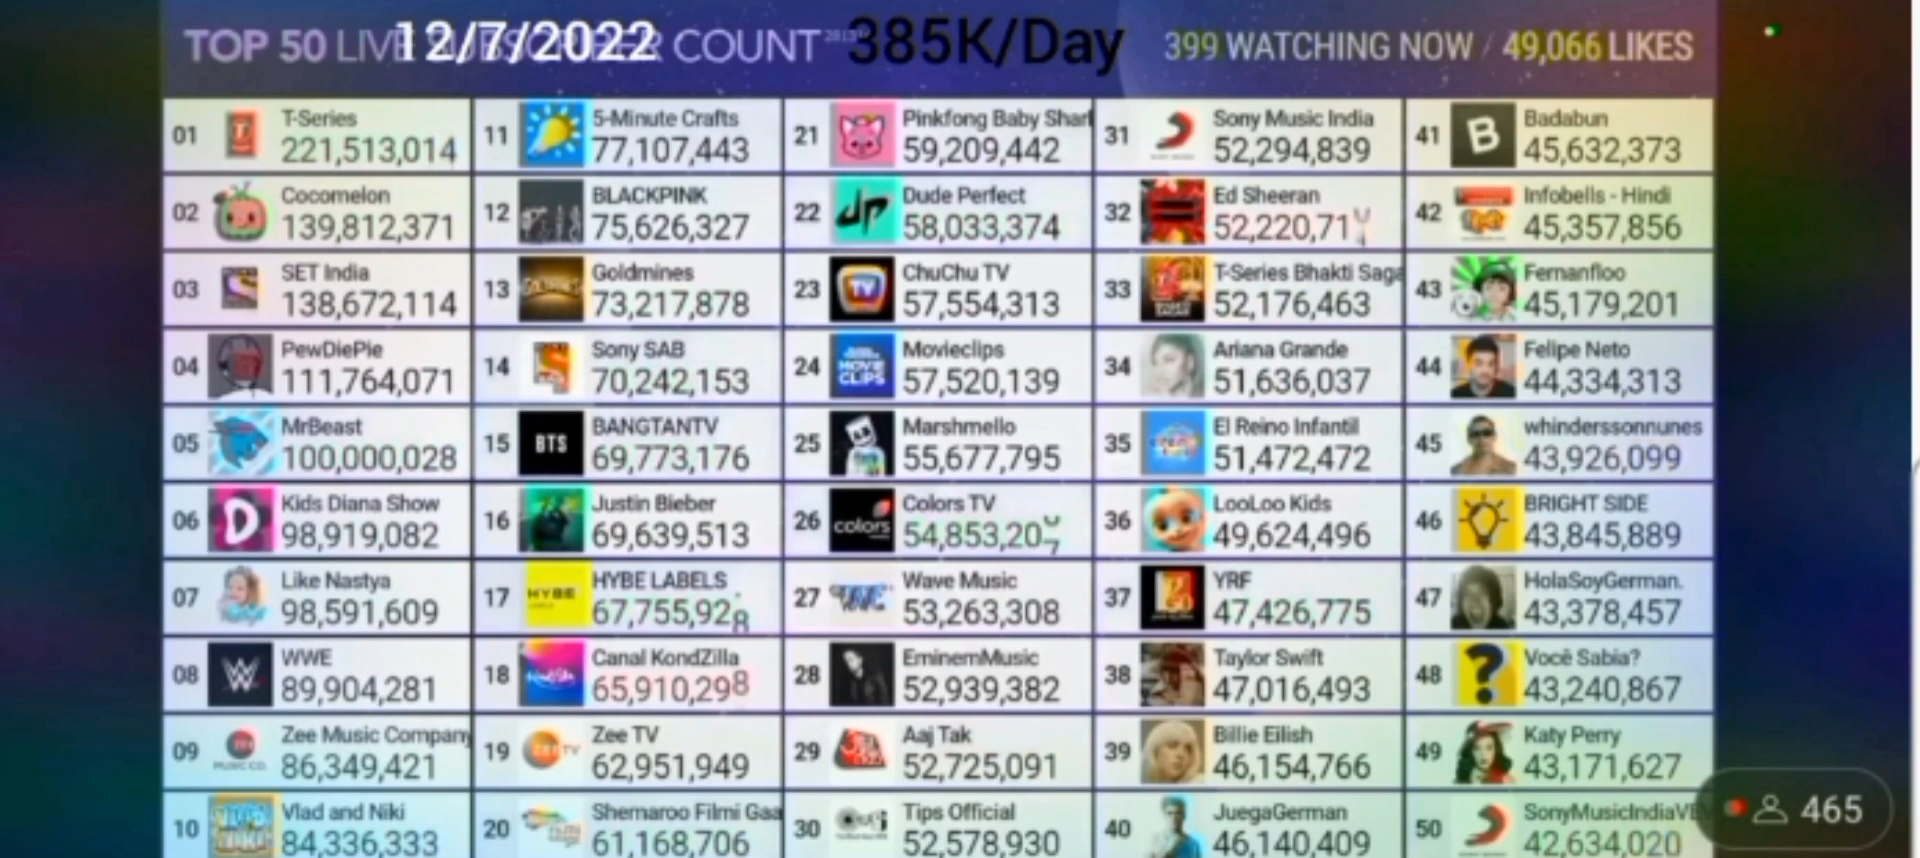 TOP 50 LIVE SUBSCRIBER COUNT
12/7/2022
385K/Day
399 WATCHING NOW / 49,066 LIKES
01 T-Series 221,513,014
02 Cocomelon 139,812,371
03 SET India 138,672,114
04 PewDiePie 111,764,071
05 MrBeast 100,000,028
06 Kids Diana Show 98,919,082
07 Like Nastya 98,591,609
08 WWE 89,904,281
09 Zee Music Company 86,349,421
10 Vlad and Niki 84,336,333
11 5-Minute Crafts 77,107,443
12 BLACKPINK 75,626,327
13 Goldmines 73,217,878
14 Sony SAB 70,242,153
15 BTS BANGTANTV 69,773,176
16 Justin Bieber 69,639,513
17 HYBE HYBE LABELS
18 Canal KondZilla 65,910,298
19 Zee TV 62,951,949
20 Shemaroo Filmi Gaa 61,168,706
21 Pinkfong Baby Shar 59,209,442
22 dp Dude Perfect 58,033,374
23 TV ChuChu TV 57,554,313
24 MOVIE CLIPS Movieclips 57,520,139
25 Marshmello 55,677,795
26 colors Colors TV
27 Wave Music 53,263,308
28 EminemMusic 52,939,382
29 Aaj Tak 52,725,091
30 Tips Official 52,578,930
31 Sony Music India 52,294,839
32 Ed Sheeran
33 T-Series Bhakti Saga 52,176,463
34 Ariana Grande 51,636,037
35 El Reino Infantil 51,472,472
36 LooLoo Kids 49,624,496
37 YRF 47,426,775
38 Taylor Swift 47,016,493
39 Billie Eilish 46,154,766
40 JuegaGerman 46,140,409
41 B Badabun 45,632,373
42 Infobells - Hindi 45,357,856
43 Fernanfloo 45,179,201
44 Felipe Neto 44,334,313
45 whinderssonnunes 43,926,099
46 BRIGHT SIDE 43,845,889
47 HolaSoyGerman. 43,378,457
48 ? Você Sabia? 43,240,867
49 Katy Perry 43,171,627
50 SonyMusicIndiaVE 42,634,020
465